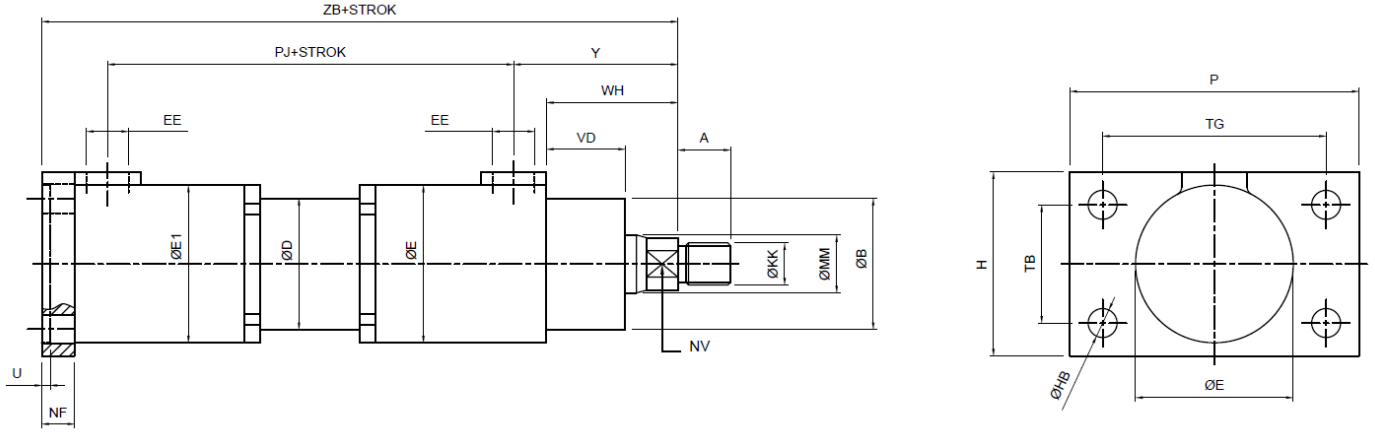 ZB+STROK
PJ+STROK
Y
WH
EE
EE
VD
A
ØE1
ØD
ØE
ØKK
ØMM
ØB
NV
U
NF
P
TG
H
TB
ØHB
ØE